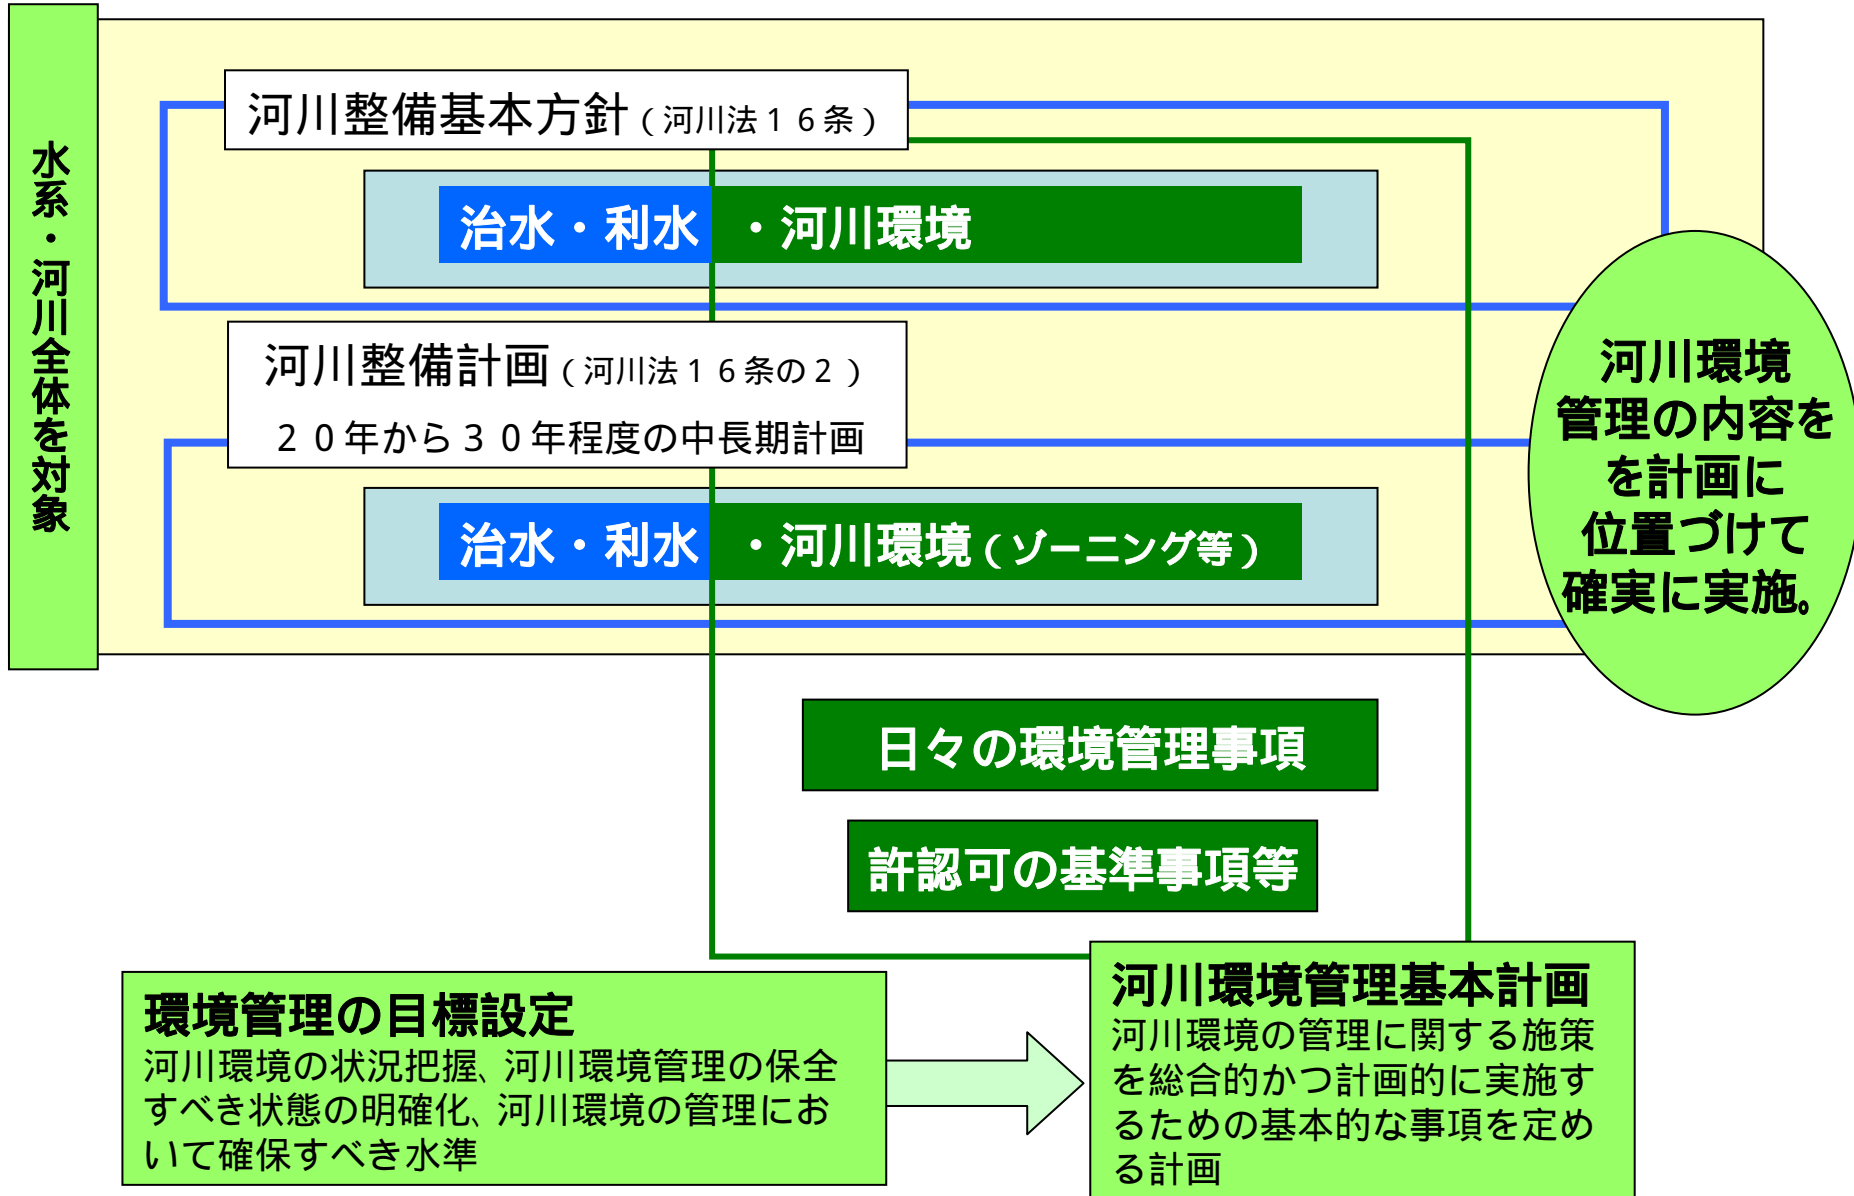 水系・河川全体を対象
河川整備基本方針（河川法１６条）
治水・利水　・河川環境
河川整備計画（河川法１６条の２）
２０年から３０年程度の中長期計画
治水・利水　・河川環境（ゾーニング等）
河川環境
管理の内容を
を計画に
位置づけて
確実に実施。
日々の環境管理事項
許認可の基準事項等
環境管理の目標設定
河川環境の状況把握、河川環境管理の保全
すべき状態の明確化、河川環境の管理にお
いて確保すべき水準
河川環境管理基本計画
河川環境の管理に関する施策
を総合的かつ計画的に実施す
るための基本的な事項を定め
る計画